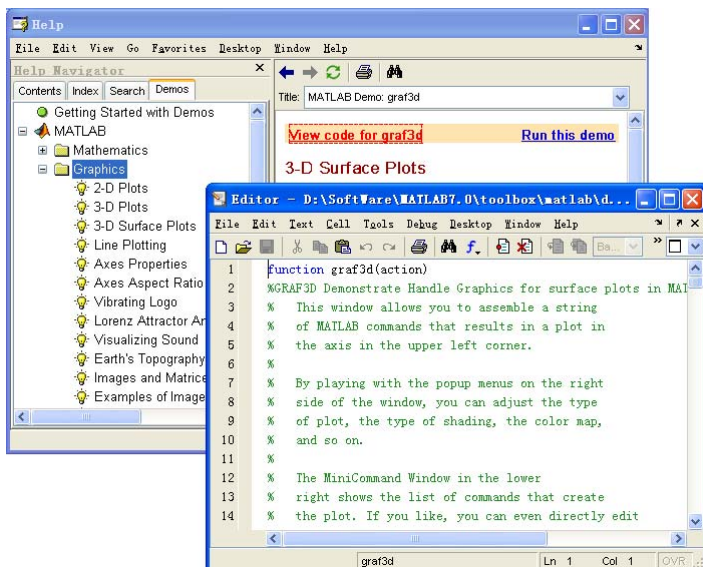 Help
File Edit View Go Favorites Desktop Window Help
Help Navigator
Contents Index Search Demos
Title: MATLAB Demo: graf3d
Getting Started with Demos
MATLAB
Mathematics
Graphics
2-D Plots
3-D Plots
3-D Surface Plots
Line Plotting
Axes Properties
Axes Aspect Ratio
Vibrating Logo
Lorenz Attractor An
Visualizing Sound
Earth's Topography
Images and Matrice
Examples of Image
View code for graf3d Run this demo
3-D Surface Plots
Editor - D:\SoftWare\MATLAB7.0\toolbox\matlab\d...
File Edit Text Cell Tools Debug Desktop Window Help
Ba...
1 function graf3d(action)
2 %GRAF3D Demonstrate Handle Graphics for surface plots in MAT
3 % This window allows you to assemble a string
4 % of MATLAB commands that results in a plot in
5 % the axis in the upper left corner.
6 %
7 % By playing with the popup menus on the right
8 % side of the window, you can adjust the type
9 % of plot, the type of shading, the color map,
10 % and so on.
11 %
12 % The MiniCommand Window in the lower
13 % right shows the list of commands that create
14 % the plot. If you like, you can even directly edit
graf3d Ln 1 Col 1 OVR